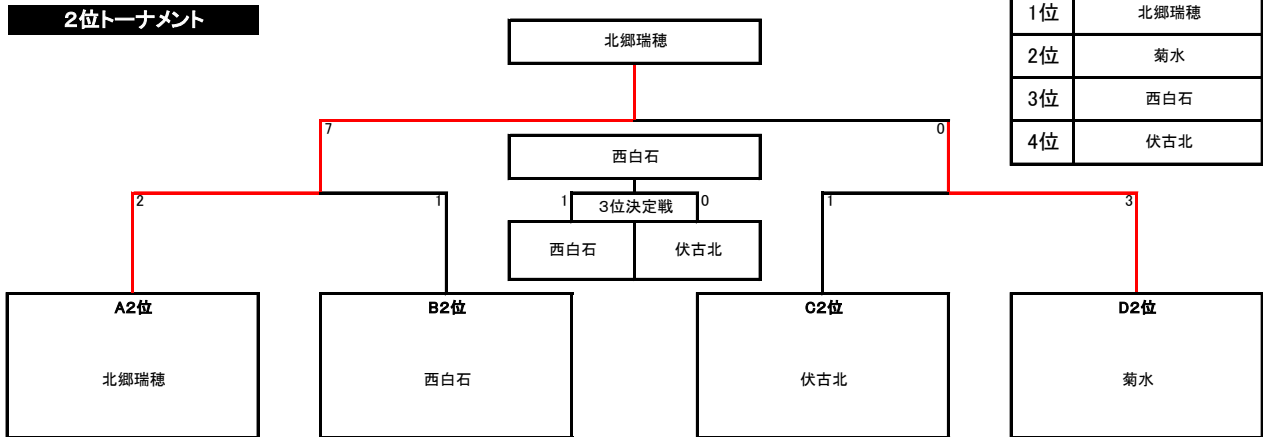 2位トーナメント
1位 北郷瑞穂
2位 菊水
3位 西白石
4位 伏古北
北郷瑞穂
7 0
西白石
2 1 1 3位決定戦 0 1 3
西白石 伏古北
A2位 B2位 C2位 D2位
北郷瑞穂 西白石 伏古北 菊水